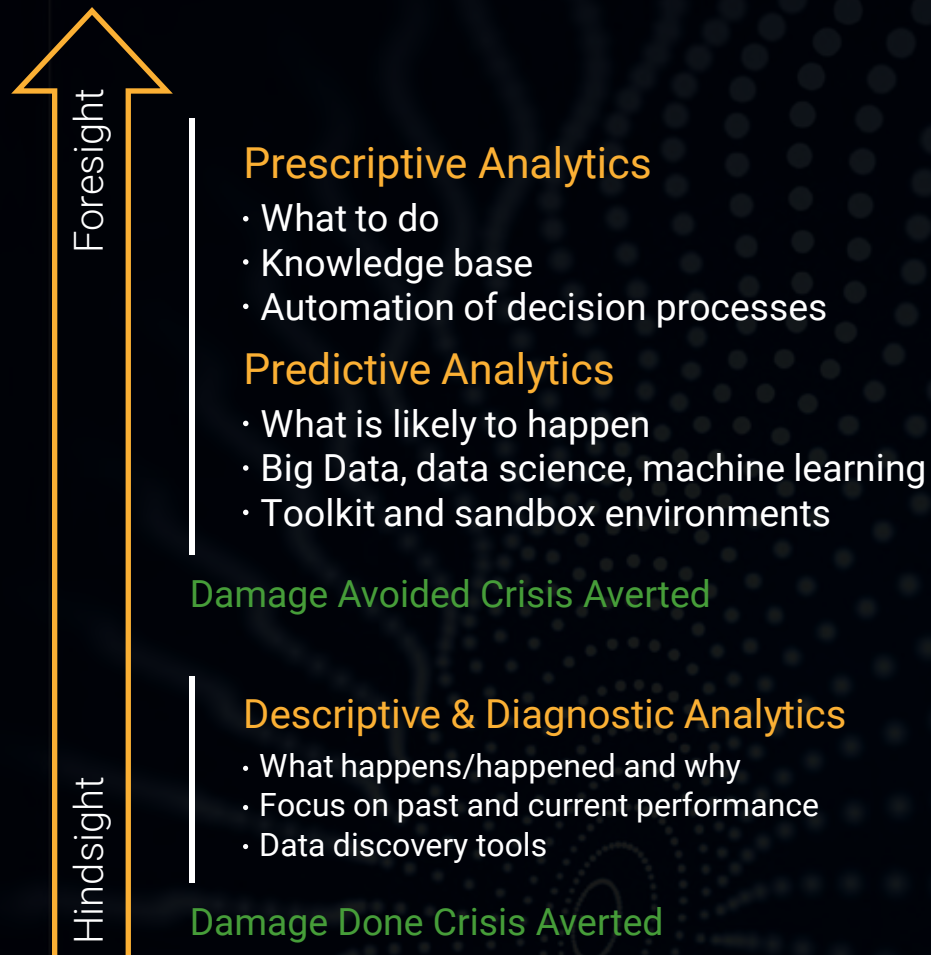 Foresight
Prescriptive Analytics
· What to do
· Knowledge base
· Automation of decision processes
Predictive Analytics
· What is likely to happen
· Big Data, data science, machine learning
· Toolkit and sandbox environments
Damage Avoided Crisis Averted
Hindsight
Descriptive & Diagnostic Analytics
· What happens/happened and why
· Focus on past and current performance
· Data discovery tools
Damage Done Crisis Averted